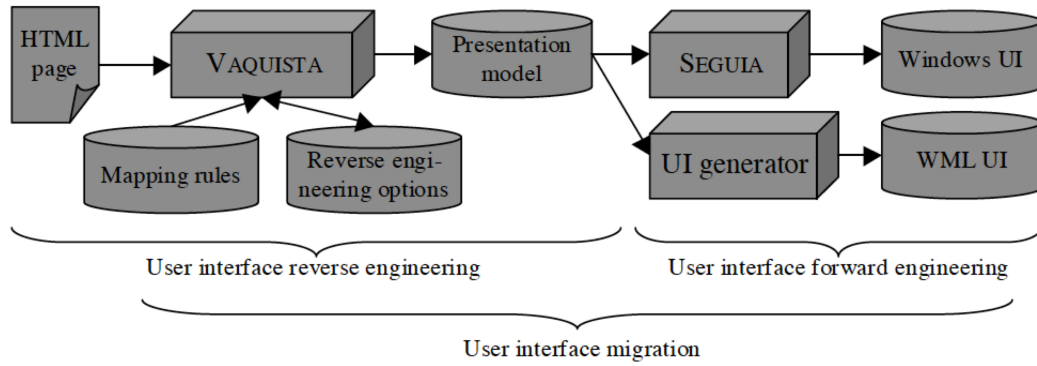 HTML
page
VAQUISTA
Presentation
model
SEGUIA
Windows UI
Mapping rules
Reverse engi-
neering options
UI generator
WML UI
User interface reverse engineering
User interface forward engineering
User interface migration